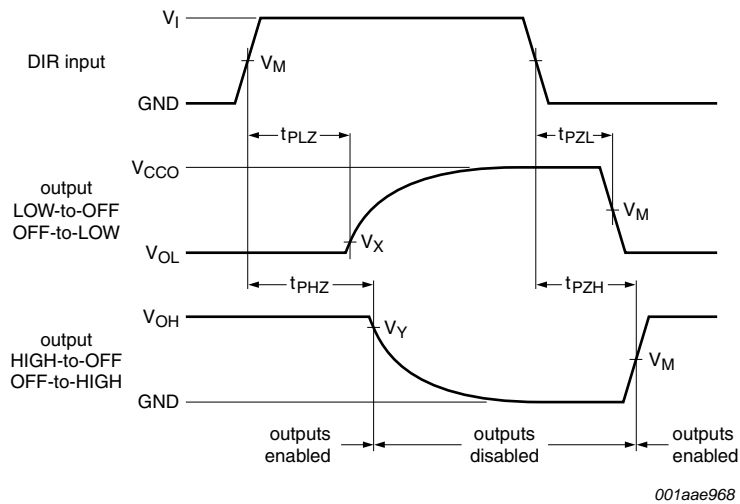 VI
DIR input
VM
GND
tPLZ
tPZL
VCCO
output
LOW-to-OFF
OFF-to-LOW
VM
VX
VOL
tPHZ
tPZH
VOH
VY
output
HIGH-to-OFF
OFF-to-HIGH
VM
GND
outputs
enabled
outputs
disabled
outputs
enabled
001aae968